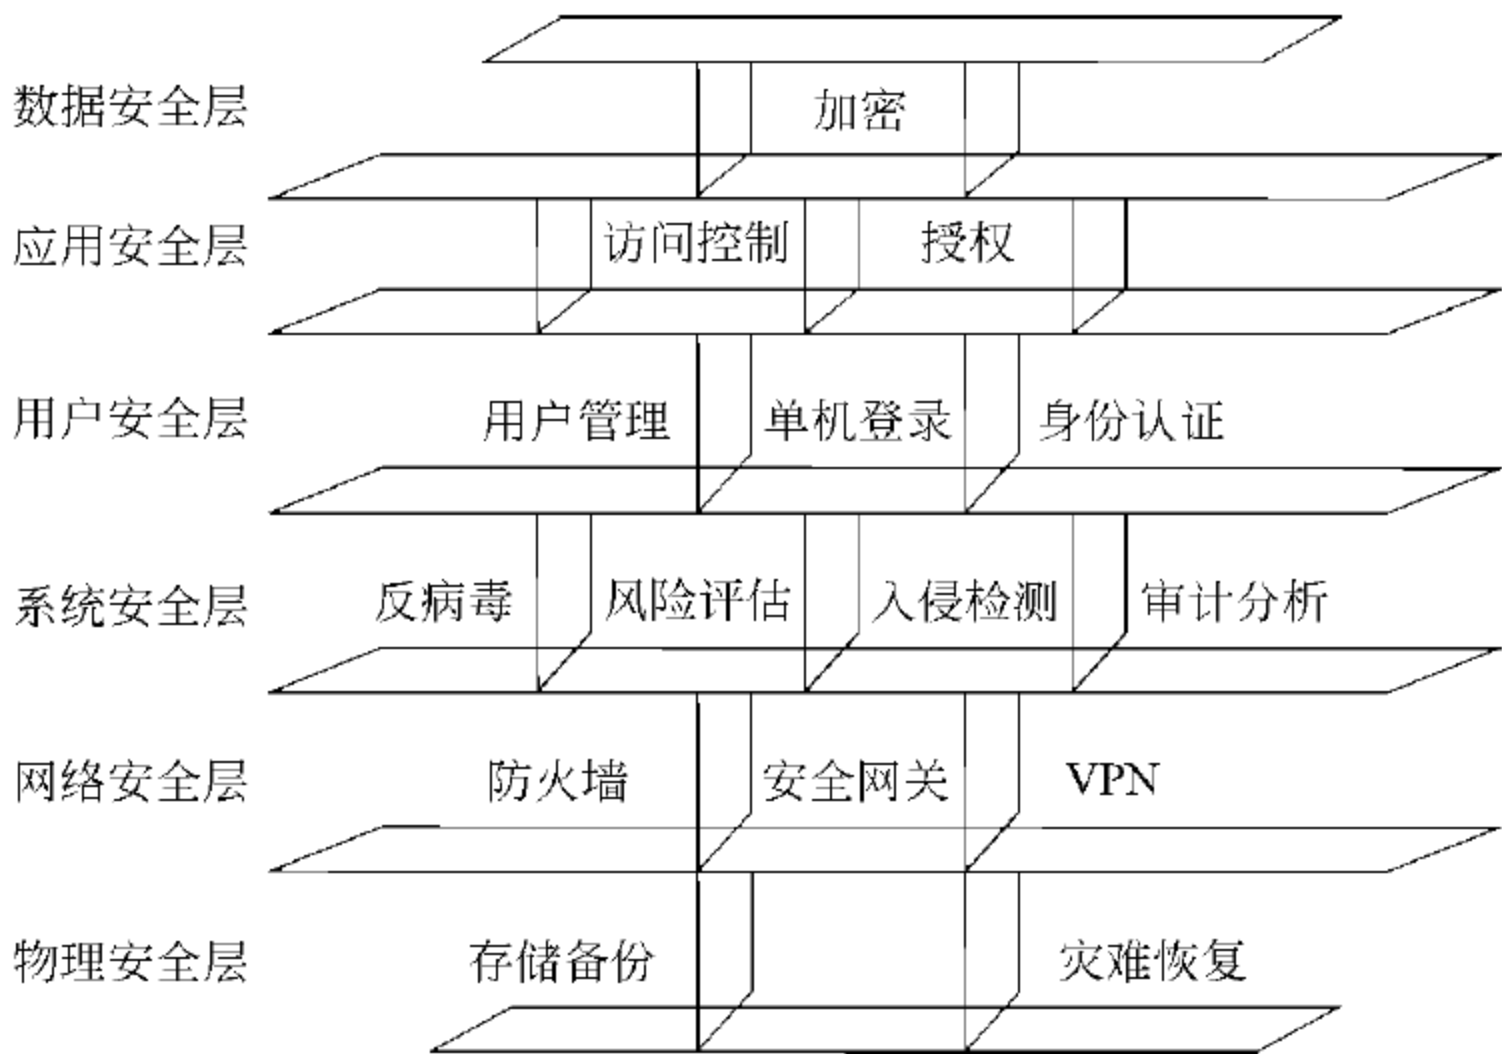 数据安全层 加密
应用安全层 访问控制 授权
用户安全层 用户管理 单机登录 身份认证
系统安全层 反病毒 风险评估 入侵检测 审计分析
网络安全层 防火墙 安全网关 VPN
物理安全层 存储备份 灾难恢复